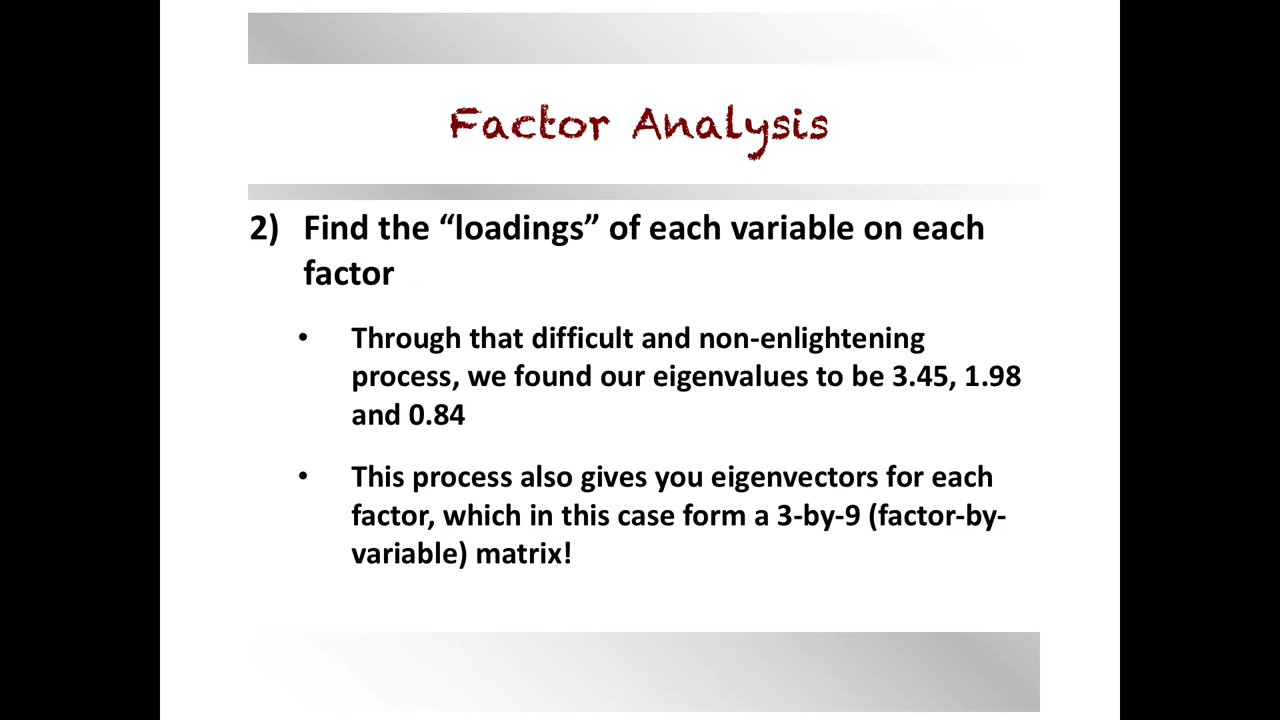 Factor Analysis
2) Find the “loadings” of each variable on each
factor
• Through that difficult and non-enlightening
process, we found our eigenvalues to be 3.45, 1.98
and 0.84
• This process also gives you eigenvectors for each
factor, which in this case form a 3-by-9 (factor-by-
variable) matrix!